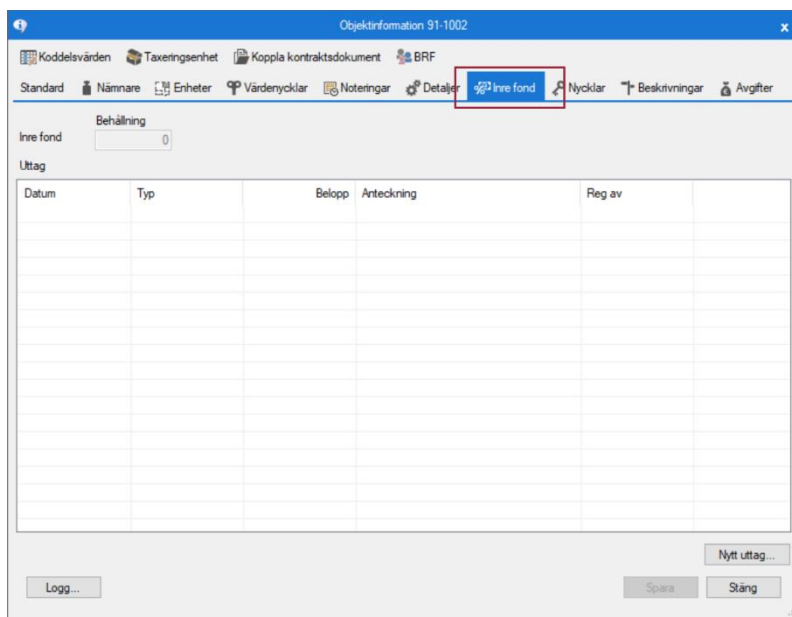 Objektinformation 91-1002
x
Koddelsvärden Taxeringsenhet Koppla kontraktsdokument BRF
Standard Nämnare Enheter Värdenycklar Noteringar Detaljer Inre fond Nycklar Beskrivningar Avgifter
Behållning
Inre fond 0
Uttag
Datum Typ Belopp Anteckning Reg av
Nytt uttag...
Logg... Spara Stäng